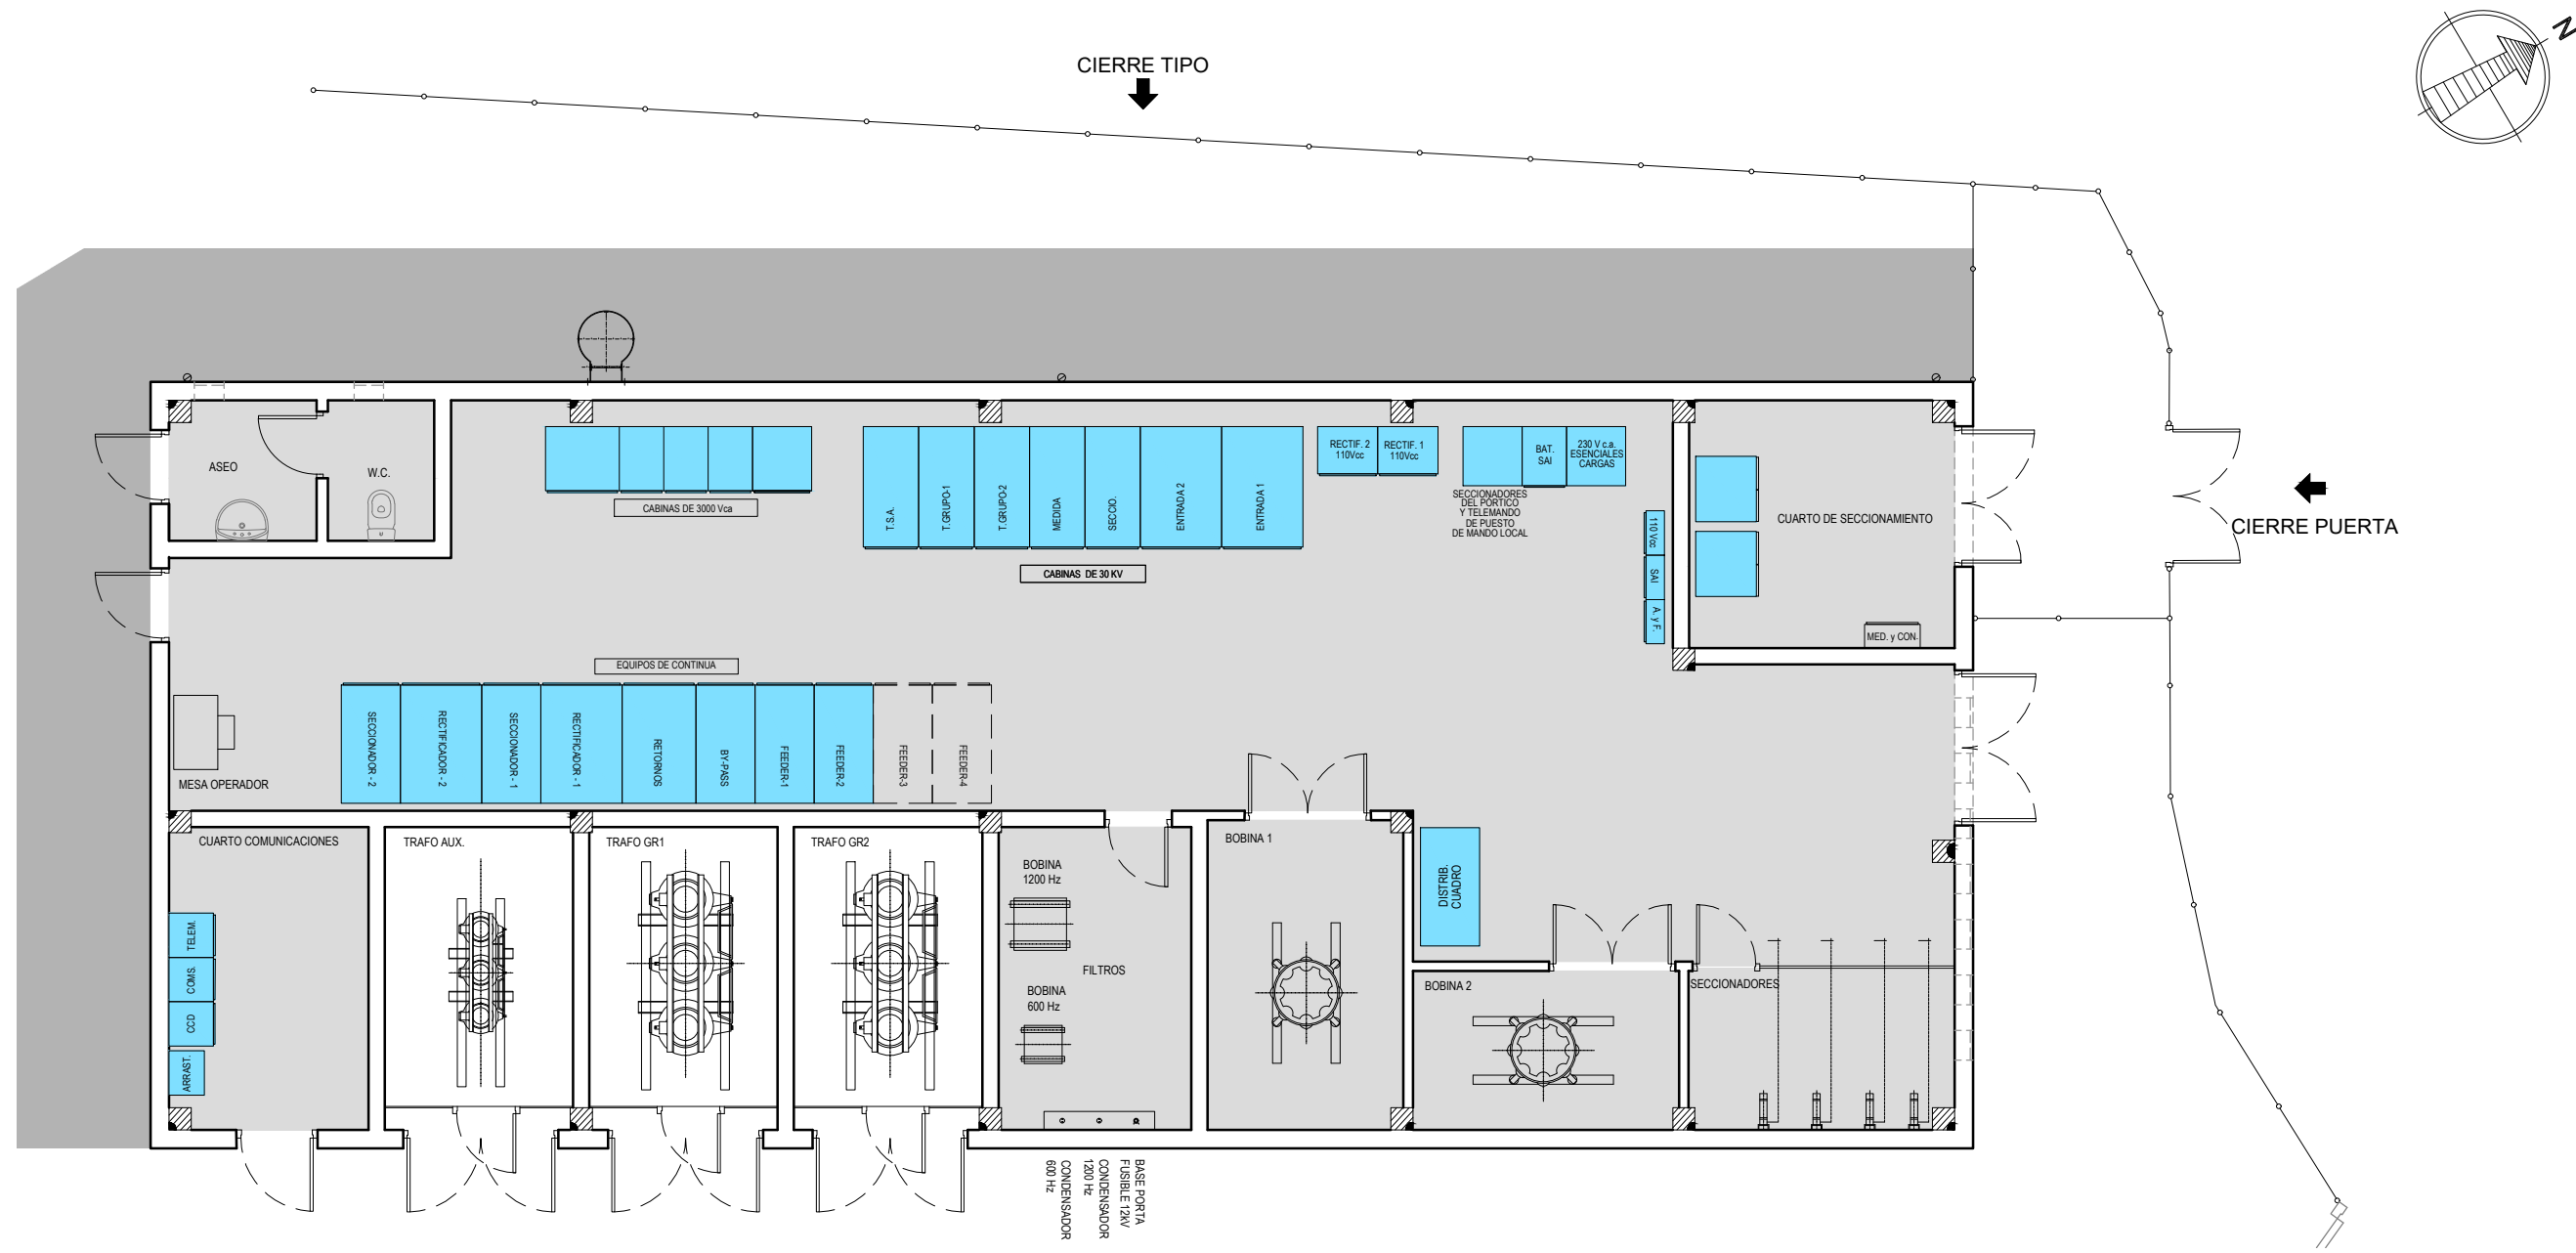 N
CIERRE TIPO
CIERRE PUERTA
ASEO
W.C.
CABINAS DE 3000 Vca
T.S.A.
T.GRUPO-1
T.GRUPO-2
MEDIDA
SECCIO.
ENTRADA 2
ENTRADA 1
CABINAS DE 30 KV
RECTIF. 2
110Vcc
RECTIF. 1
110Vcc
BAT.
SAI
230 V c.a.
ESENCIALES
CARGAS
SECCIONADORES
DEL PÓRTICO
Y TELEMANDO
DE PUESTO
DE MANDO LOCAL
110 Vcc
SAI
A. y F.
CUARTO DE SECCIONAMIENTO
MED. y CON.
EQUIPOS DE CONTINUA
SECCIONADOR - 2
RECTIFICADOR - 2
SECCIONADOR - 1
RECTIFICADOR - 1
RETORNOS
BY-PASS
FEEDER-1
FEEDER-2
FEEDER-3
FEEDER-4
MESA OPERADOR
CUARTO COMUNICACIONES
TELEM.
COMS.
CCD
ARRAST.
TRAFO AUX.
TRAFO GR1
TRAFO GR2
BOBINA
1200 Hz
FILTROS
BOBINA
600 Hz
BOBINA 1
DISTRIB.
CUADRO
BOBINA 2
SECCIONADORES
BASE PORTA
FUSIBLE 12kV
CONDENSADOR
1200 Hz
CONDENSADOR
600 Hz